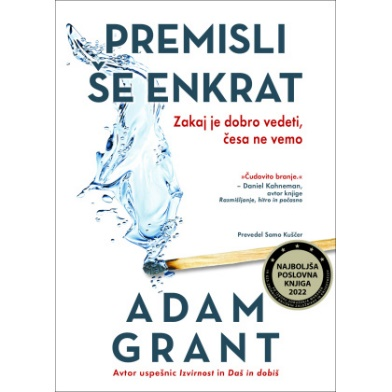 PREMISLI
ŠE ENKRAT
Zakaj je dobro vedeti,
česa ne vemo
»Čudovito branje.«
– Daniel Kahneman,
avtor knjige
Razmišljanje, hitro in počasno
Prevedel Samo Kuščer
NAJBOLJŠA
POSLOVNA
KNJIGA
2022
ADAM
GRANT
Avtor uspešnic Izvirnost in Daš in dobiš